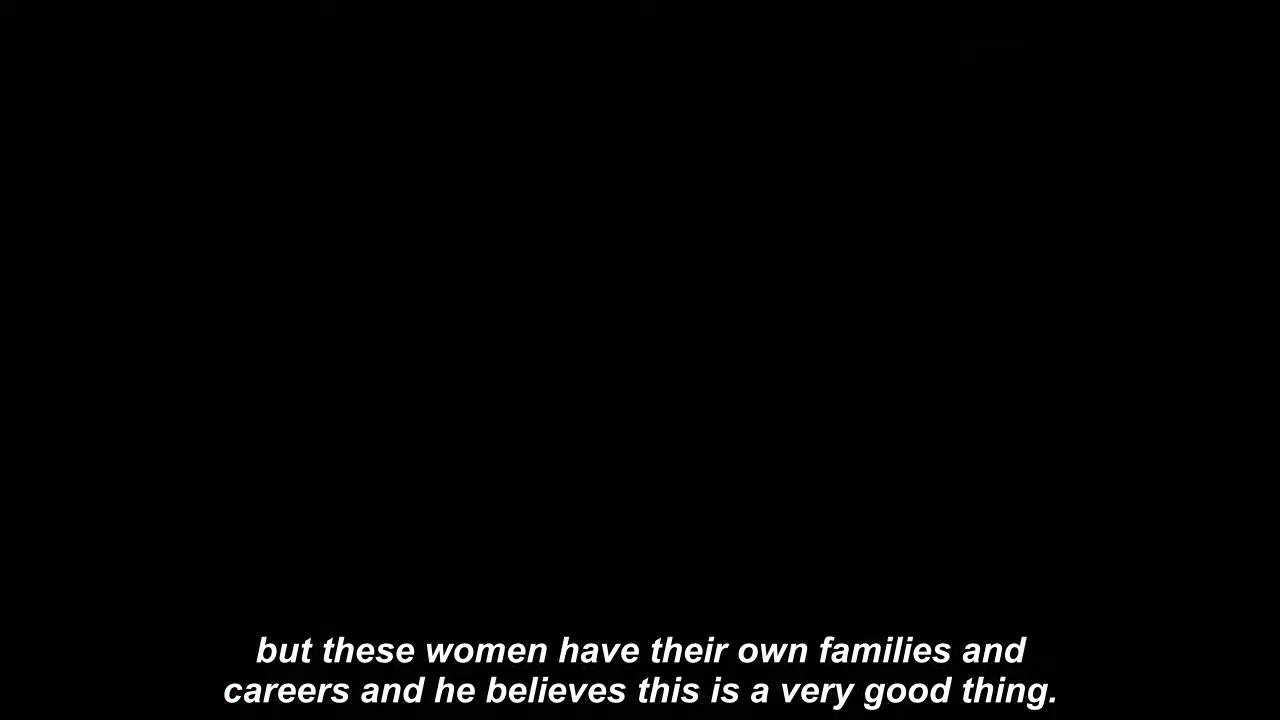 but these women have their own families and
careers and he believes this is a very good thing.